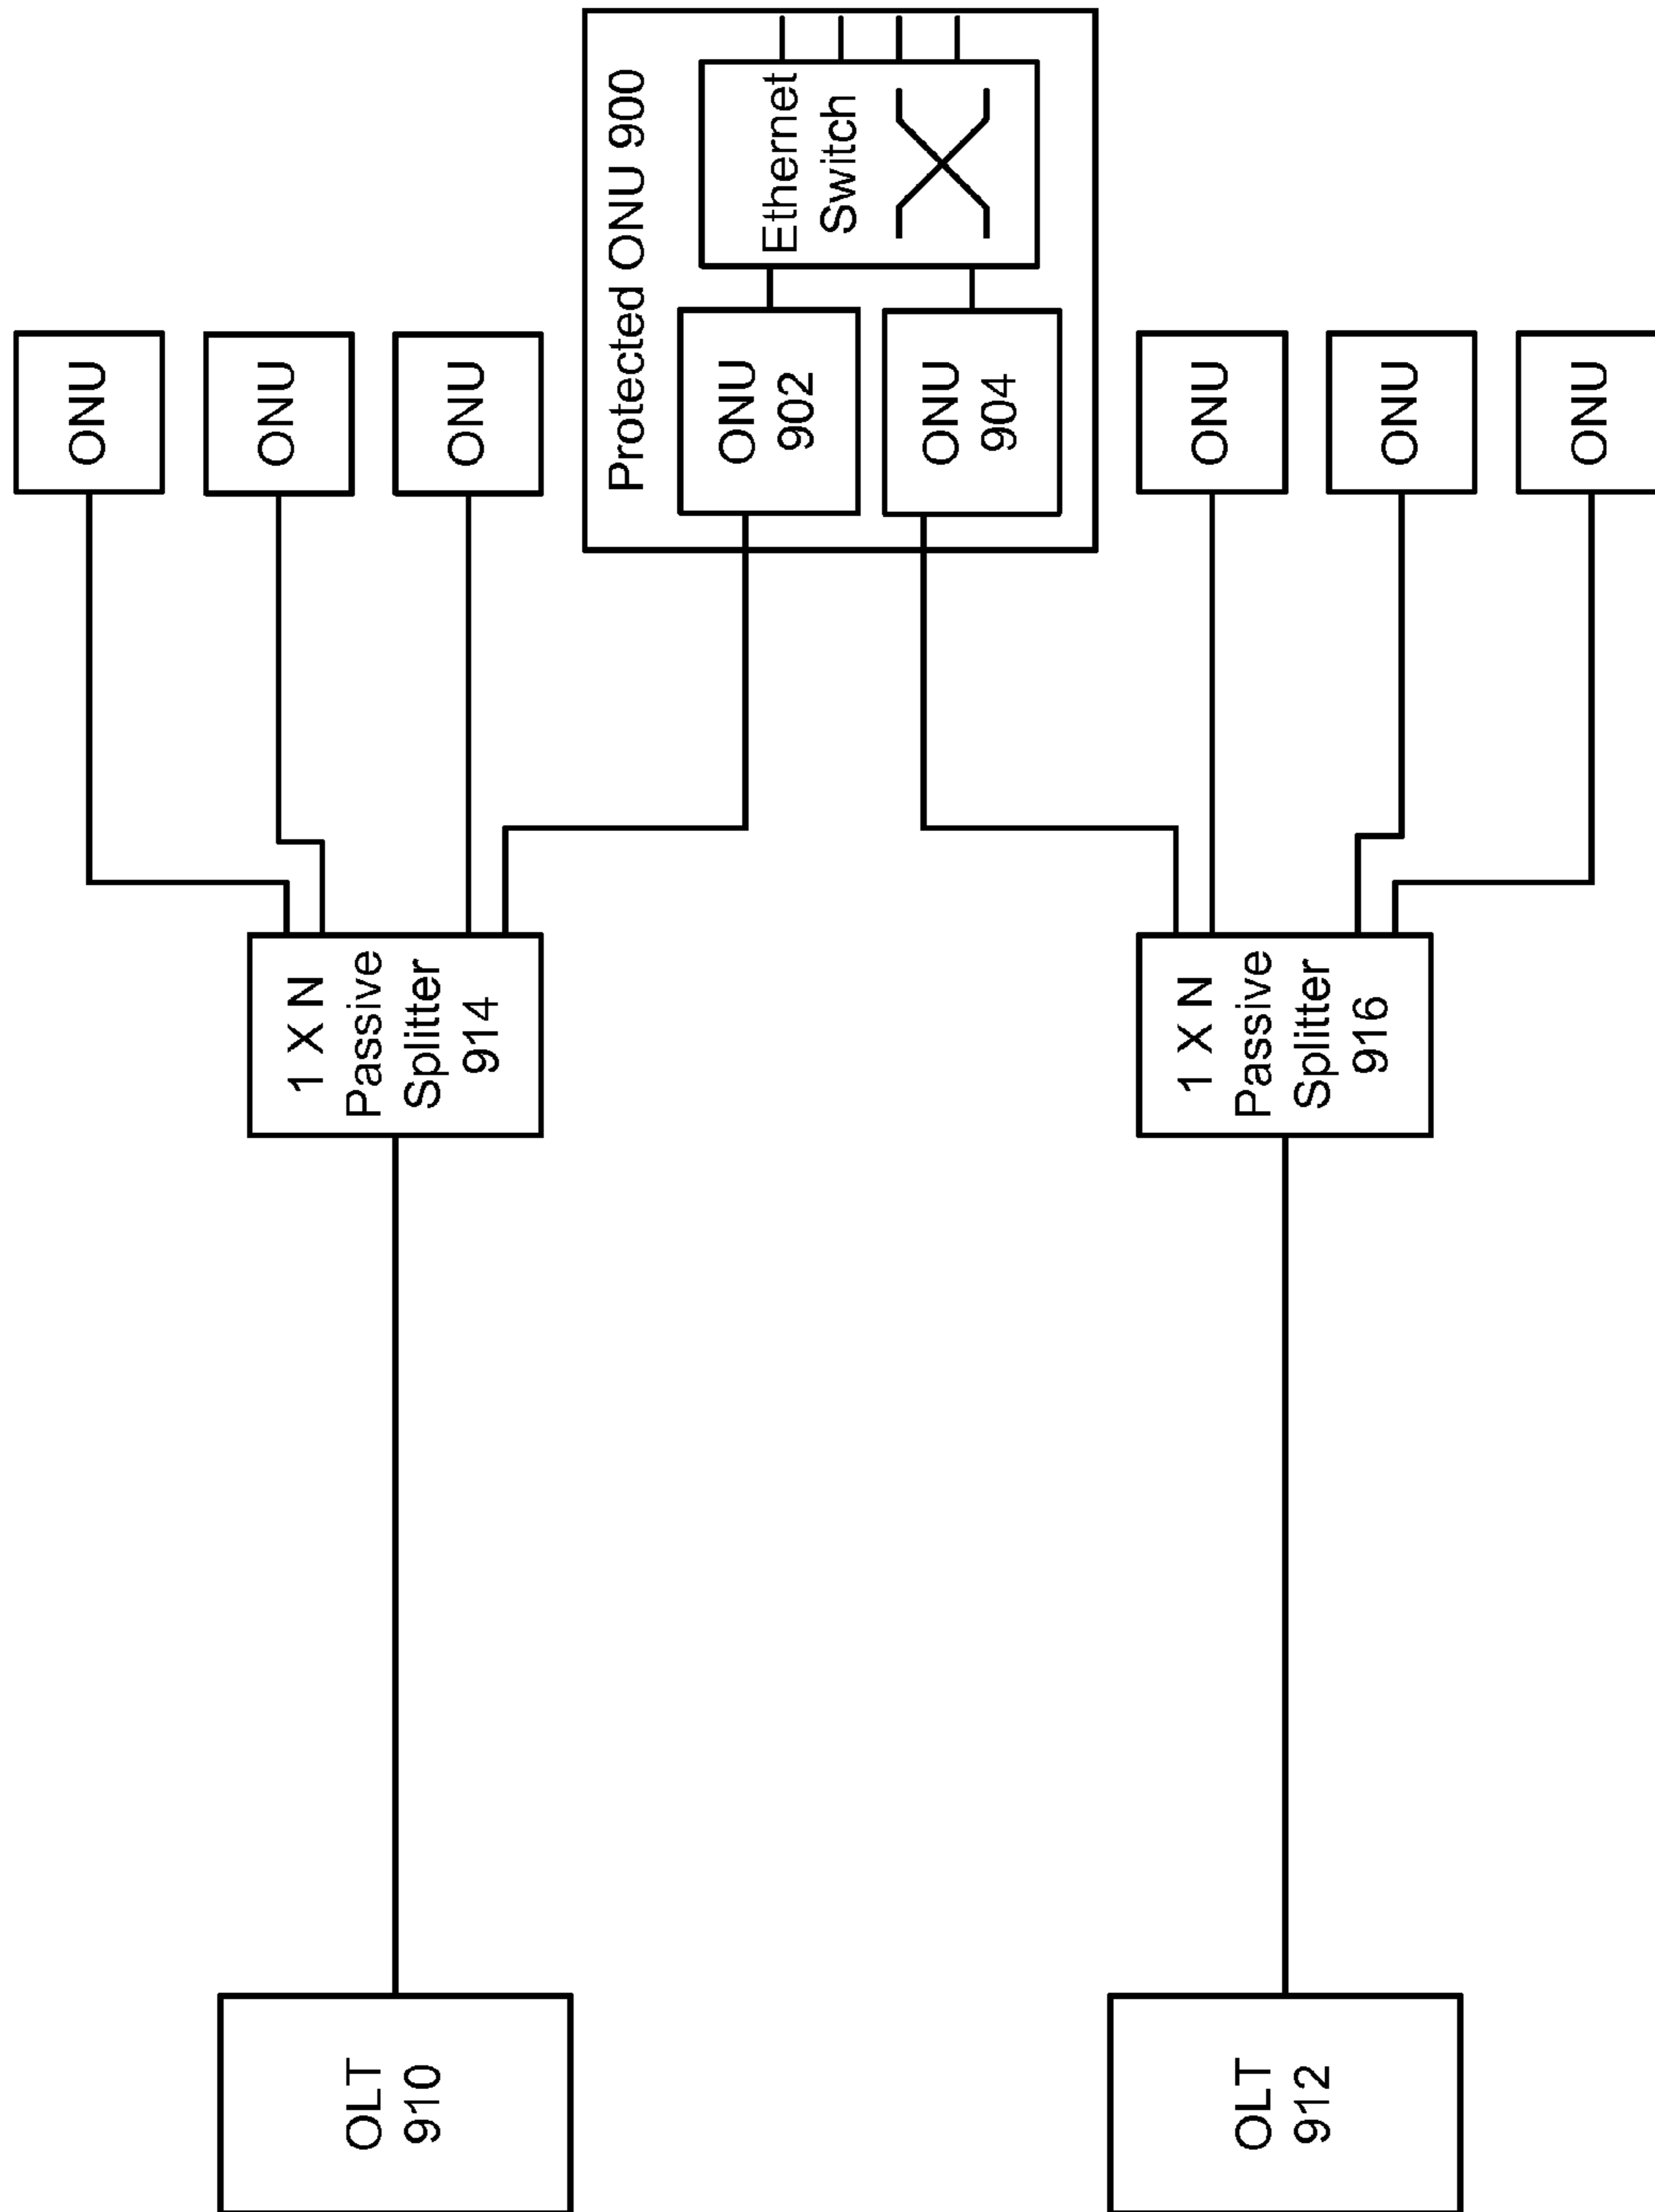 ONU
ONU
ONU
Protected ONU 900
Ethernet
Switch
ONU
902
ONU
904
ONU
ONU
ONU
1 X N
Passive
Splitter
914
1 X N
Passive
Splitter
916
OLT
910
OLT
912